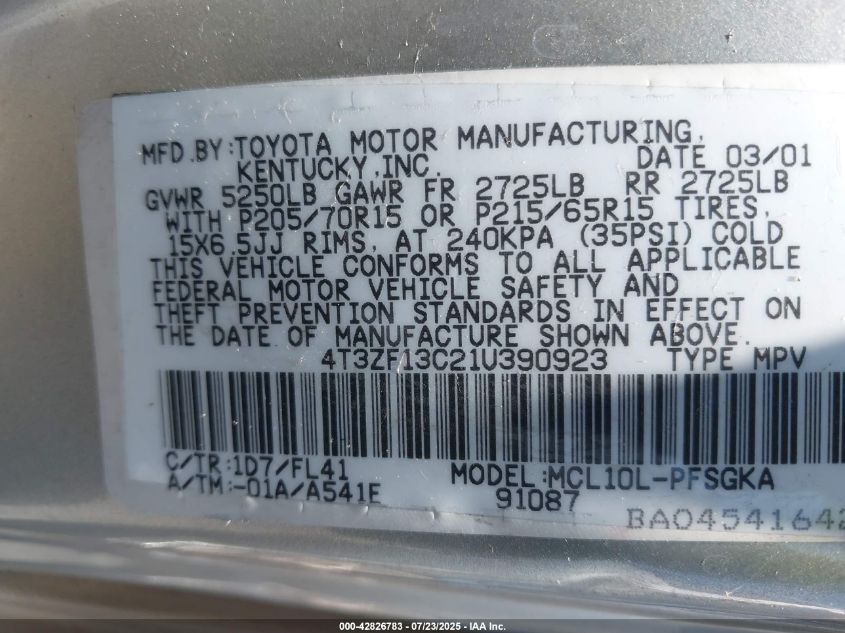 MFD.BY:TOYOTA MOTOR MANUFACTURING,
KENTUCKY,INC. DATE 03/01
GVWR 5250LB GAWR FR 2725LB RR 2725LB
WITH P205/70R15 OR P215/65R15 TIRES,
15X6.5JJ RIMS, AT 240KPA (35PSI) COLD
THIS VEHICLE CONFORMS TO ALL APPLICABLE
FEDERAL MOTOR VEHICLE SAFETY AND
THEFT PREVENTION STANDARDS IN EFFECT ON
THE DATE OF MANUFACTURE SHOWN ABOVE.
4T3ZF13C21U390923 TYPE MPV
C/TR:1D7/FL41 MODEL:MCL10L-PFSGKA
A/TM:-01A/A541E 91087
BA04541642
000-42826783 / 07/23/2025 - IAA Inc.